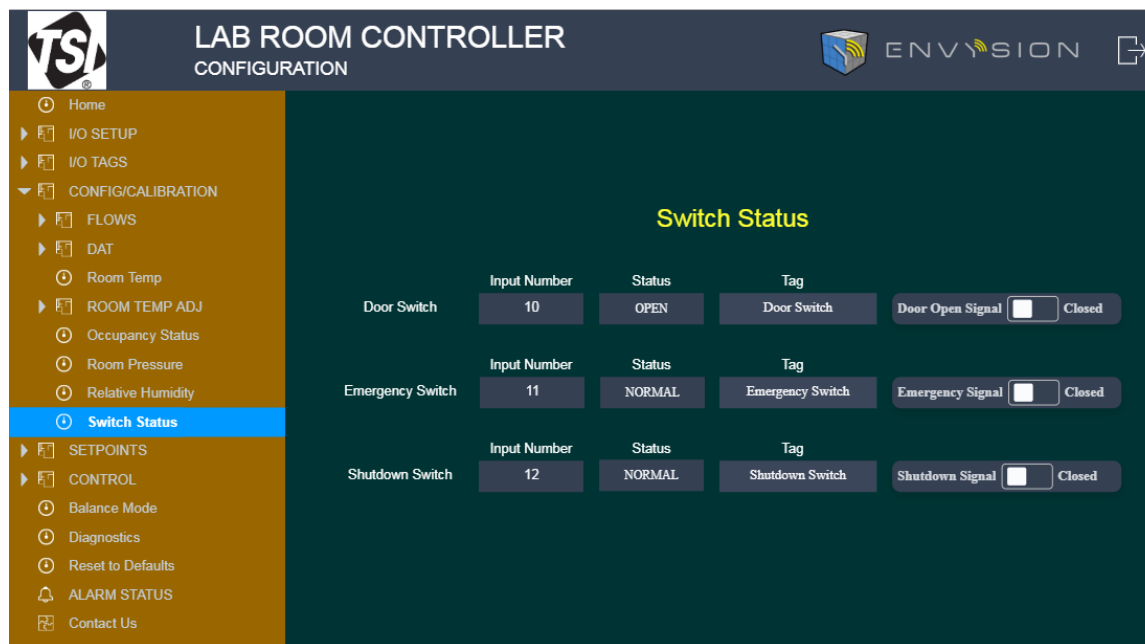 TSI
®
LAB ROOM CONTROLLER
CONFIGURATION
ENVYSION
Home
I/O SETUP
I/O TAGS
CONFIG/CALIBRATION
FLOWS
DAT
Room Temp
ROOM TEMP ADJ
Occupancy Status
Room Pressure
Relative Humidity
Switch Status
SETPOINTS
CONTROL
Balance Mode
Diagnostics
Reset to Defaults
ALARM STATUS
Contact Us
Switch Status
Input Number Status Tag
Door Switch 10 OPEN Door Switch Door Open Signal Closed
Input Number Status Tag
Emergency Switch 11 NORMAL Emergency Switch Emergency Signal Closed
Input Number Status Tag
Shutdown Switch 12 NORMAL Shutdown Switch Shutdown Signal Closed